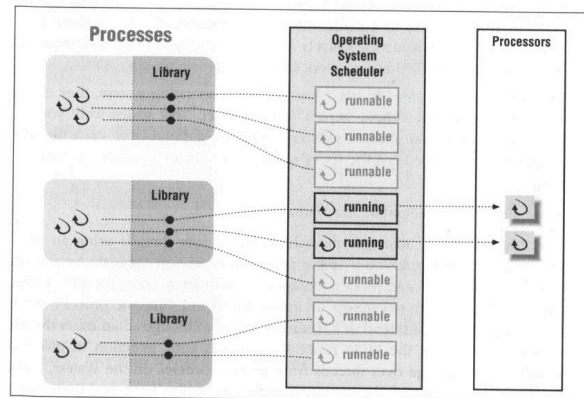 Processes
Operating
System
Scheduler
Processors
Library
runnable
runnable
runnable
Library
running
running
runnable
Library
runnable
runnable